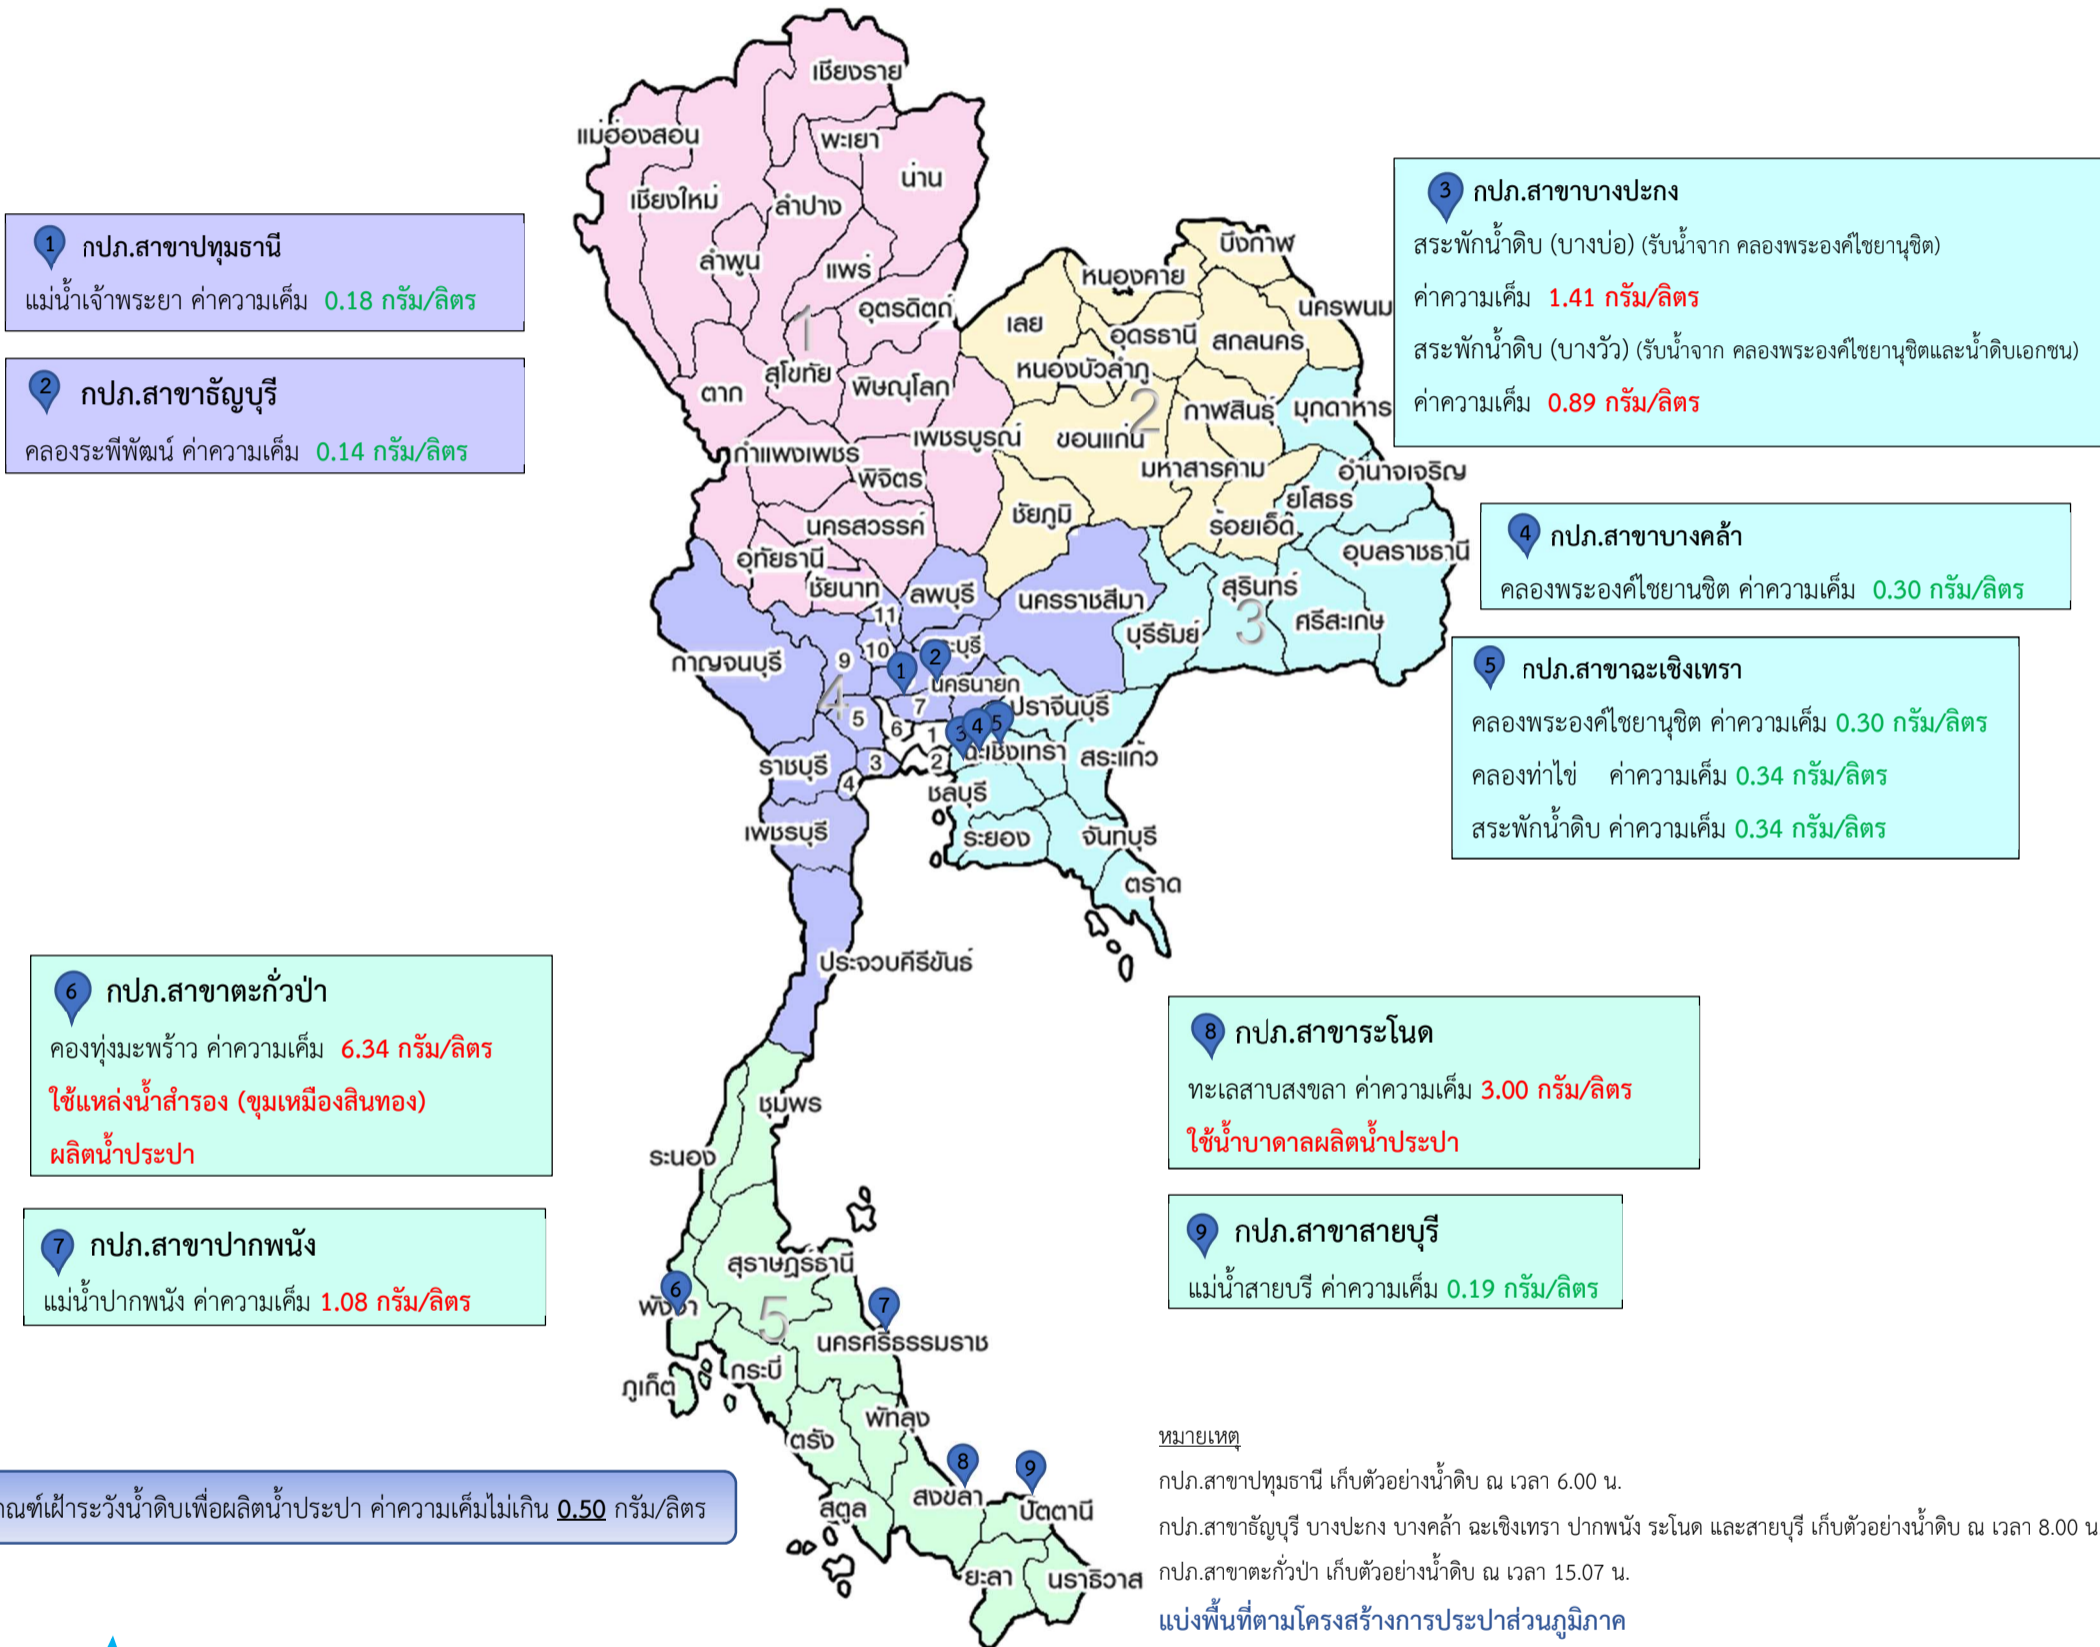 1 กปภ.สาขาปทุมธานี
แม่น้ำเจ้าพระยา ค่าความเค็ม 0.18 กรัม/ลิตร
2 กปภ.สาขาธัญบุรี
คลองระพีพัฒน์ ค่าความเค็ม 0.14 กรัม/ลิตร
3 กปภ.สาขาบางปะกง
สระพักน้ำดิบ (บางบ่อ) (รับน้ำจาก คลองพระองค์ไชยานุชิต)
ค่าความเค็ม 1.41 กรัม/ลิตร
สระพักน้ำดิบ (บางวัว) (รับน้ำจาก คลองพระองค์ไชยานุชิตและน้ำดิบเอกชน)
ค่าความเค็ม 0.89 กรัม/ลิตร
4 กปภ.สาขาบางคล้า
คลองพระองค์ไชยานชิต ค่าความเค็ม 0.30 กรัม/ลิตร
5 กปภ.สาขาฉะเชิงเทรา
คลองพระองค์ไชยานุชิต ค่าความเค็ม 0.30 กรัม/ลิตร
คลองท่าไข่ ค่าความเค็ม 0.34 กรัม/ลิตร
สระพักน้ำดิบ ค่าความเค็ม 0.34 กรัม/ลิตร
6 กปภ.สาขาตะกั่วป่า
คองทุ่งมะพร้าว ค่าความเค็ม 6.34 กรัม/ลิตร
ใช้แหล่งน้ำสำรอง (ขุมเหมืองสินทอง)
ผลิตน้ำประปา
7 กปภ.สาขาปากพนัง
แม่น้ำปากพนัง ค่าความเค็ม 1.08 กรัม/ลิตร
8 กปภ.สาขาระโนด
ทะเลสาบสงขลา ค่าความเค็ม 3.00 กรัม/ลิตร
ใช้น้ำบาดาลผลิตน้ำประปา
9 กปภ.สาขาสายบุรี
แม่น้ำสายบรี ค่าความเค็ม 0.19 กรัม/ลิตร
เชียงราย
แม่ฮ่องสอน
พะเยา
น่าน
เชียงใหม่
ลำปาง
ลำพูน
แพร่
อุตรดิตถ์
1
สุโขทัย
ตาก
พิษณุโลก
เพชรบูรณ์
กำแพงเพชร
พิจิตร
นครสวรรค์
อุทัยธานี
ชัยนาท
บึงกาฬ
หนองคาย
นครพนม
เลย
อุดรธานี
สกลนคร
หนองบัวลำภู
2
กาฬสินธุ์
มุกดาหาร
ขอนแก่น
มหาสารคาม
อำนาจเจริญ
ยโสธร
ชัยภูมิ
ร้อยเอ็ด
อุบลราชธานี
ลพบุรี
นครราชสีมา
สุรินทร์
3
ศรีสะเกษ
บุรีรัมย์
11
10
ะบุรี
9
1
2
กาญจนบุรี
4
นครนายก
7
ปราจีนบุรี
5
6
1
3
4
5
ฉะเชิงเทรา
สระแก้ว
ราชบุรี
3
2
4
ชลบุรี
เพชรบุรี
ระยอง
จันทบุรี
ตราด
ประจวบคีรีขันธ์
ชุมพร
ระนอง
สุราษฎร์ธานี
6
7
พังงา
5
นครศรีธรรมราช
ภูเก็ต
กระบี่
พัทลุง
ตรัง
8
9
สงขลา
สตูล
ปัตตานี
ยะลา
นราธิวาส
ณฑ์เฝ้าระวังน้ำดิบเพื่อผลิตน้ำประปา ค่าความเค็มไม่เกิน 0.50 กรัม/ลิตร
หมายเหตุ
กปภ.สาขาปทุมธานี เก็บตัวอย่างน้ำดิบ ณ เวลา 6.00 น.
กปภ.สาขาธัญบุรี บางปะกง บางคล้า ฉะเชิงเทรา ปากพนัง ระโนด และสายบุรี เก็บตัวอย่างน้ำดิบ ณ เวลา 8.00 น
กปภ.สาขาตะกั่วป่า เก็บตัวอย่างน้ำดิบ ณ เวลา 15.07 น.
แบ่งพื้นที่ตามโครงสร้างการประปาส่วนภูมิภาค